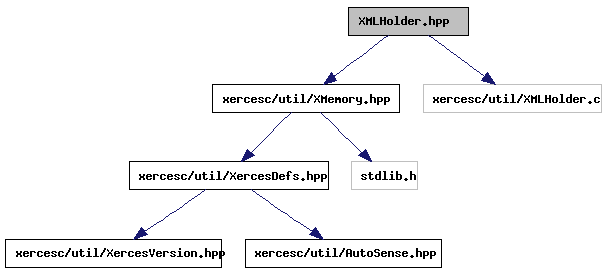 XMLHolder.hpp
xercesc/util/XMemory.hpp
xercesc/util/XMLHolder.c
xercesc/util/XercesDefs.hpp
stdlib.h
xercesc/util/XercesVersion.hpp
xercesc/util/AutoSense.hpp